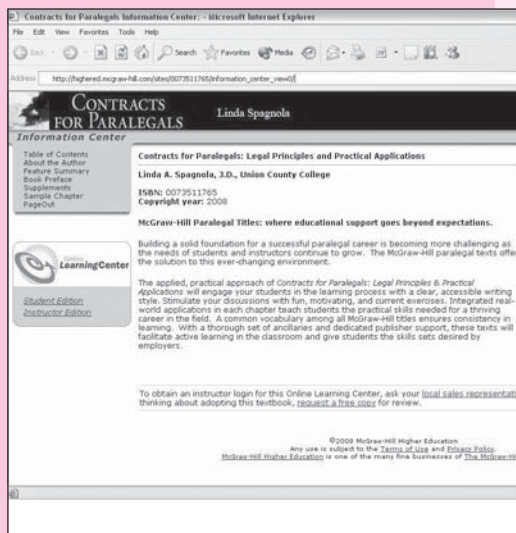 Contracts for Paralegals Information Center: - Microsoft Internet Explorer
File Edit View Favorites Tools Help
Back Search Favorites Media
Address http://highered.mcgraw-hill.com/sites/0073511765/information_center_view0/
CONTRACTS
FOR PARALEGALS
Linda Spagnola
Information Center
Table of Contents
About the Author
Feature Summary
Book Preface
Supplements
Sample Chapter
PageOut
Online
LearningCenter
Student Edition
Instructor Edition
Contracts for Paralegals: Legal Principles and Practical Applications
Linda A. Spagnola, J.D., Union County College
ISBN: 0073511765
Copyright year: 2008
McGraw-Hill Paralegal Titles: where educational support goes beyond expectations.
Building a solid foundation for a successful paralegal career is becoming more challenging as
the needs of students and instructors continue to grow. The McGraw-Hill paralegal texts offe
the solution to this ever-changing environment.
The applied, practical approach of Contracts for Paralegals: Legal Principles & Practical
Applications will engage your students in the learning process with a clear, accessible writing
style. Stimulate your discussions with fun, motivating, and current exercises. Integrated real-
world applications in each chapter teach students the practical skills needed for a thriving
career in the field. A common vocabulary among all McGraw-Hill titles ensures consistency in
learning. With a thorough set of ancillaries and dedicated publisher support, these texts will
facilitate active learning in the classroom and give students the skills sets desired by
employers.
To obtain an instructor login for this Online Learning Center, ask your local sales representati
thinking about adopting this textbook, request a free copy for review.
©2008 McGraw-Hill Higher Education
Any use is subject to the Terms of Use and Privacy Policy.
McGraw-Hill Higher Education is one of the many fine businesses of The McGraw-Hi